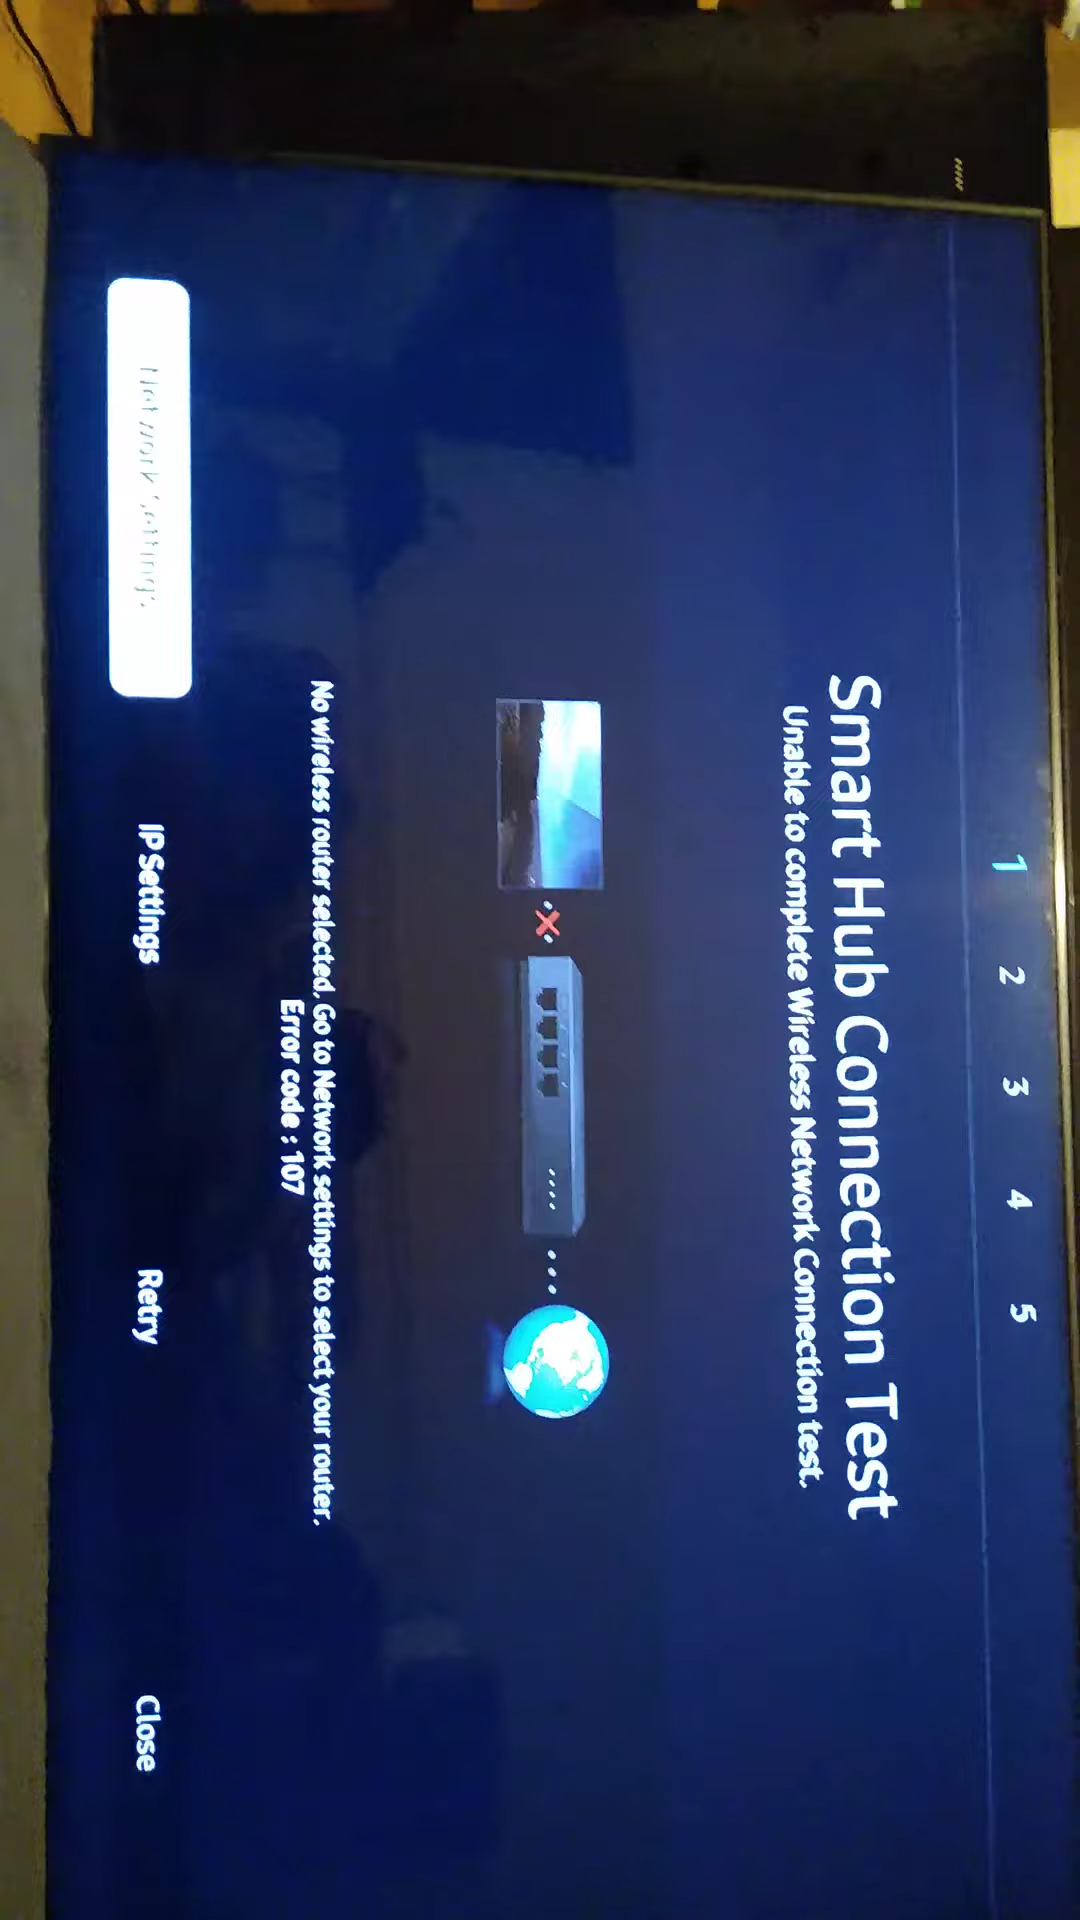 1 2 3 4 5
Smart Hub Connection Test
Unable to complete Wireless Network Connection test.
No wireless router selected. Go to Network settings to select your router.
Error code : 107
Network Settings
IP Settings
Retry
Close